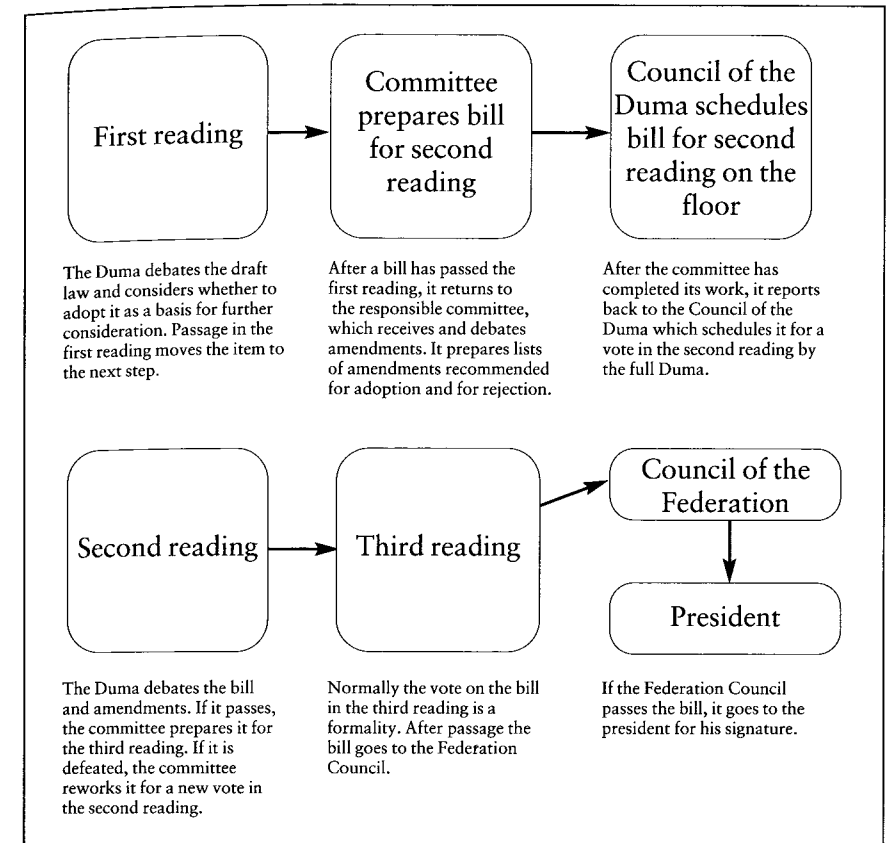 First reading
Committee
prepares bill
for second
reading
Council of the
Duma schedules
bill for second
reading on the
floor
The Duma debates the draft
law and considers whether to
adopt it as a basis for further
consideration. Passage in the
first reading moves the item to
the next step.
After a bill has passed the
first reading, it returns to
the responsible committee,
which receives and debates
amendments. It prepares lists
of amendments recommended
for adoption and for rejection.
After the committee has
completed its work, it reports
back to the Council of the
Duma which schedules it for a
vote in the second reading by
the full Duma.
Second reading
Third reading
Council of the
Federation
President
The Duma debates the bill
and amendments. If it passes,
the committee prepares it for
the third reading. If it is
defeated, the committee
reworks it for a new vote in
the second reading.
Normally the vote on the bill
in the third reading is a
formality. After passage the
bill goes to the Federation
Council.
If the Federation Council
passes the bill, it goes to the
president for his signature.